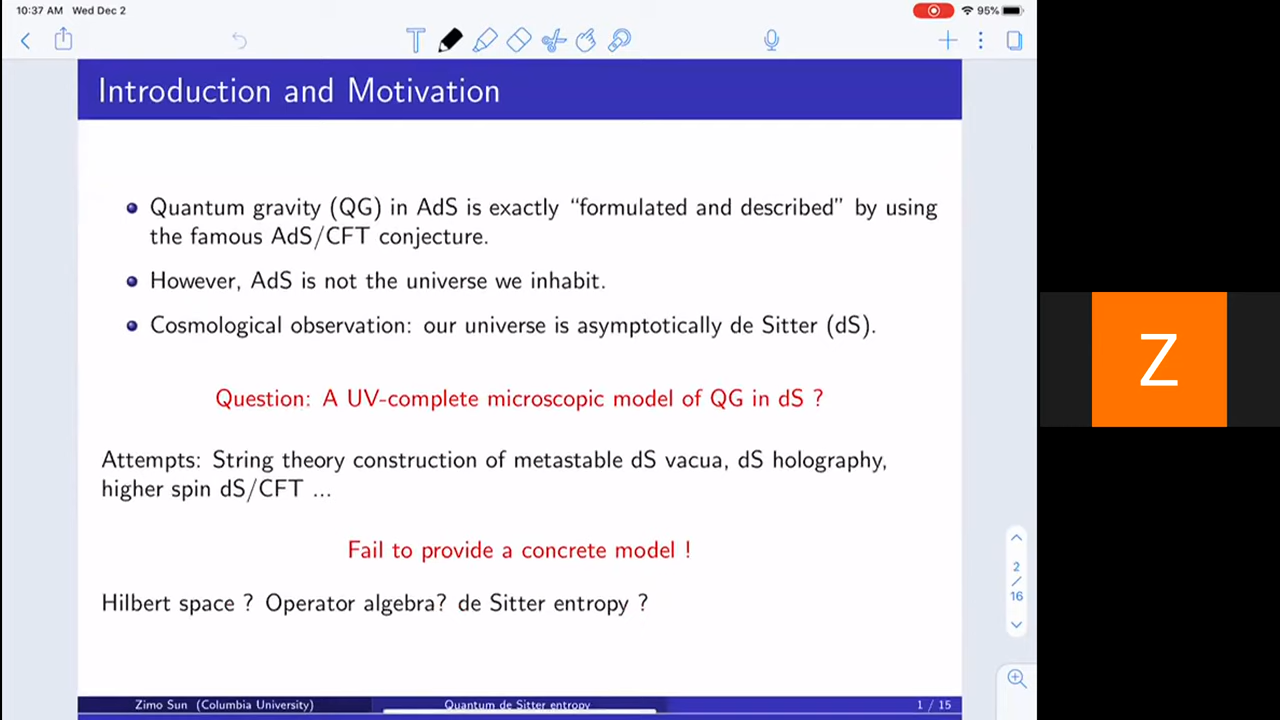 10:37 AM Wed Dec 2
95%
T
Introduction and Motivation
Quantum gravity (QG) in AdS is exactly “formulated and described” by using
the famous AdS/CFT conjecture.
However, AdS is not the universe we inhabit.
Cosmological observation: our universe is asymptotically de Sitter (dS).
Question: A UV-complete microscopic model of QG in dS ?
Attempts: String theory construction of metastable dS vacua, dS holography,
higher spin dS/CFT ...
Fail to provide a concrete model !
Hilbert space ? Operator algebra? de Sitter entropy ?
2
/
16
Zimo Sun (Columbia University)
Quantum de Sitter entropy
1 / 15
Z